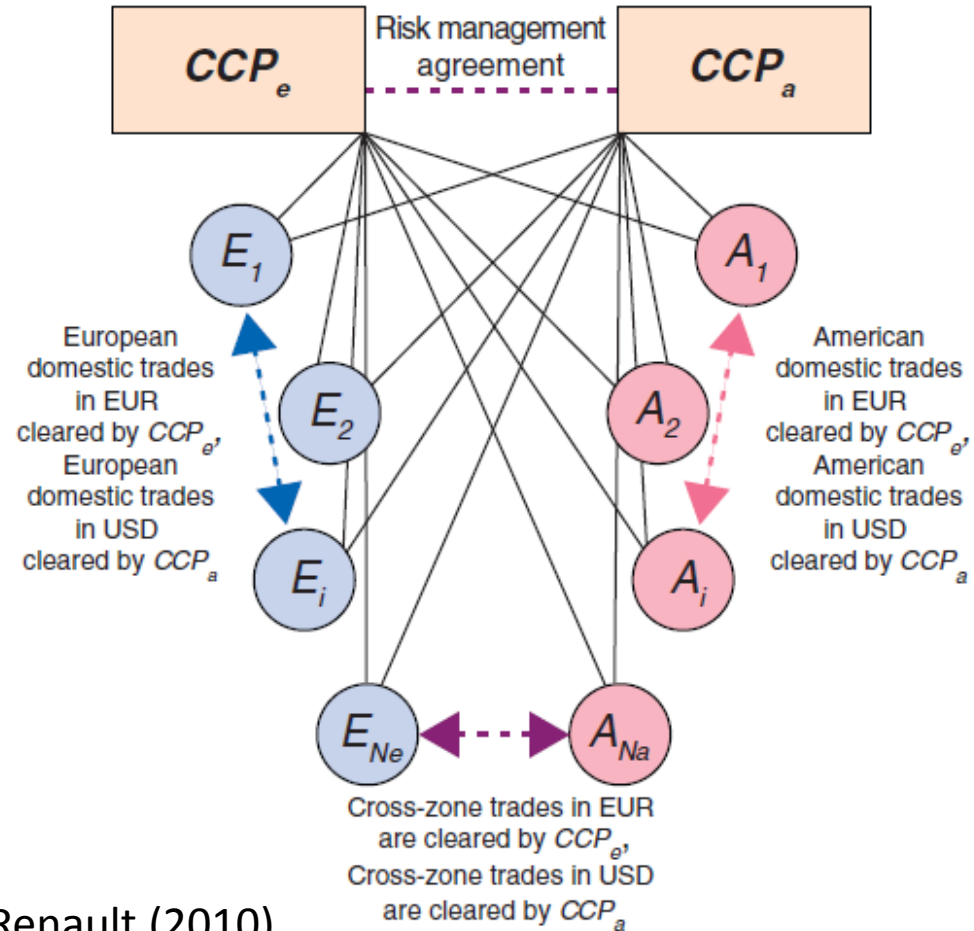 CCPe
Risk management
agreement
CCPa
E1
A1
European
domestic trades
in EUR
cleared by CCPe,
European
domestic trades
in USD
cleared by CCPa
American
domestic trades
in EUR
cleared by CCPe,
American
domestic trades
in USD
cleared by CCPa
E2
A2
Ei
Ai
ENe
ANa
Cross-zone trades in EUR
are cleared by CCPe,
Cross-zone trades in USD
are cleared by CCPa
Renault (2010)